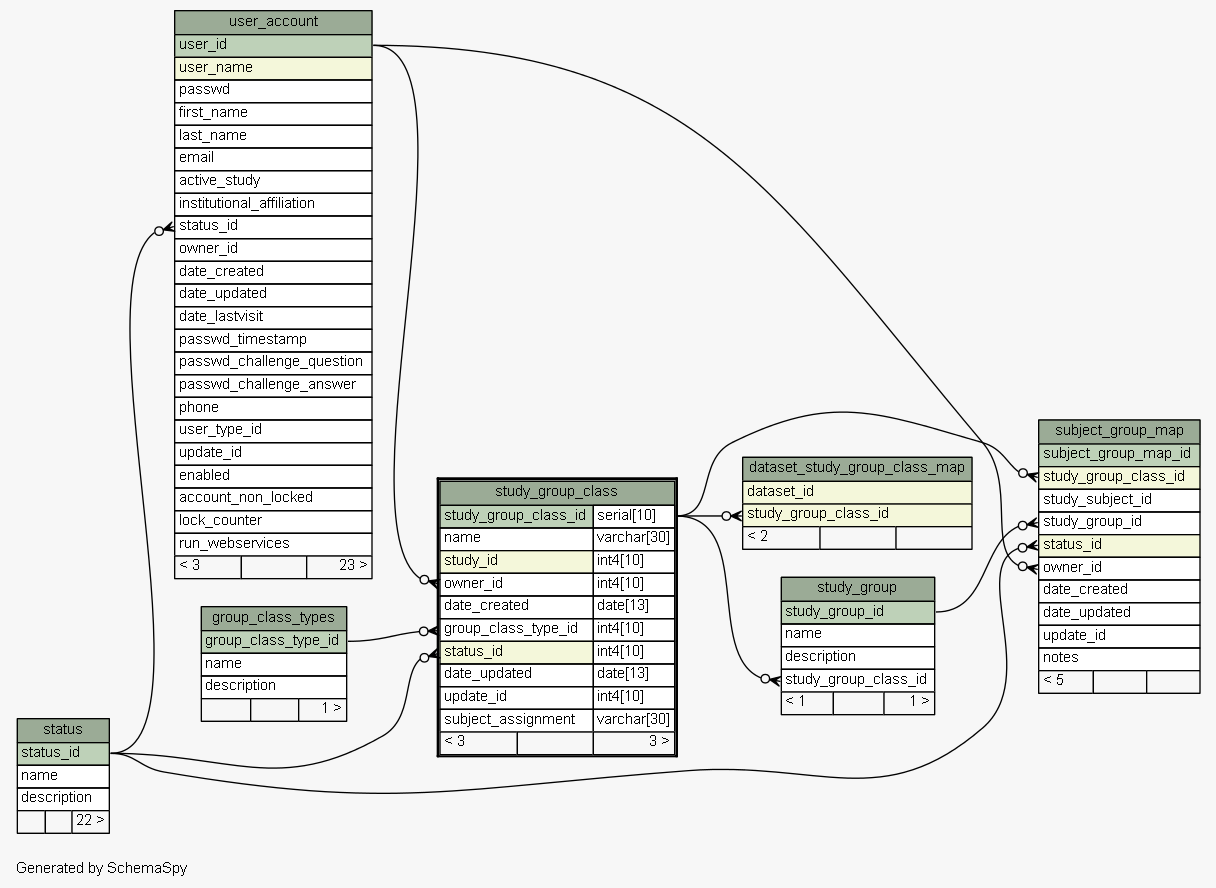 user_account
user_id
user_name
passwd
first_name
last_name
email
active_study
institutional_affiliation
status_id
owner_id
date_created
date_updated
date_lastvisit
passwd_timestamp
passwd_challenge_question
passwd_challenge_answer
phone
user_type_id
update_id
enabled
account_non_locked
lock_counter
run_webservices
< 3 23 >
group_class_types
group_class_type_id
name
description
1 >
status
status_id
name
description
22 >
study_group_class
study_group_class_id serial[10]
name varchar[30]
study_id int4[10]
owner_id int4[10]
date_created date[13]
group_class_type_id int4[10]
status_id int4[10]
date_updated date[13]
update_id int4[10]
subject_assignment varchar[30]
< 3 3 >
dataset_study_group_class_map
dataset_id
study_group_class_id
< 2
study_group
study_group_id
name
description
study_group_class_id
< 1 1 >
subject_group_map
subject_group_map_id
study_group_class_id
study_subject_id
study_group_id
status_id
owner_id
date_created
date_updated
update_id
notes
< 5
Generated by SchemaSpy